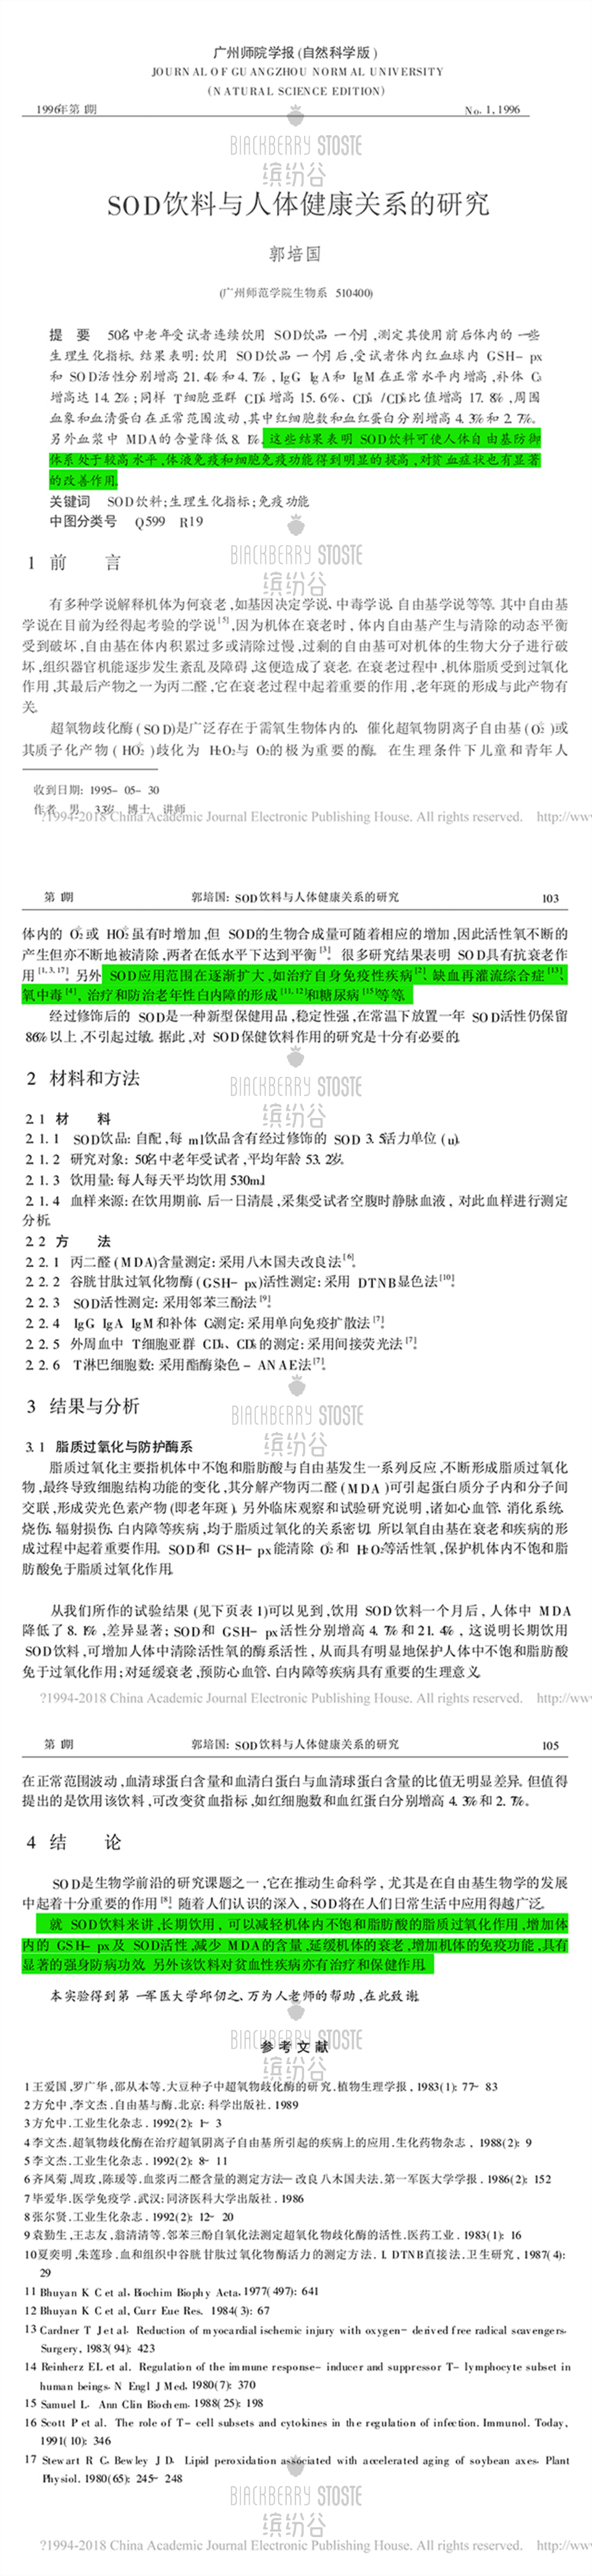 广州师院学报(自然科学版)
JOURNAL OF GUANGZHOU NORMAL UNIVERSITY
(NATURAL SCIENCE EDITION)
1996年第1期 No. 1, 1996
BIACKBERRY STOSTE
缤纷谷
SOD饮料与人体健康关系的研究
郭培国
(广州师范学院生物系 510400)
提 要 50名中老年受试者连续饮用 SOD饮品一个月,测定其使用前后体内的一些
生理生化指标。结果表明:饮用 SOD饮品一个月后,受试者体内红血球内 GSH-px
和 SOD活性分别增高 21.4%和 4.7%, IgG IgA和 IgM在正常水平内增高,补体 C₃
增高达 14.2%;同样 T细胞亚群 CD₄增高 15.6%、CD₄/CD₈比值增高 17.8%,周围
血象和血清蛋白在正常范围波动,其中红细胞数和血红蛋白分别增高 4.3%和 2.7%。
另外血浆中 MDA的含量降低 8.1%。这些结果表明 SOD饮料可使人体自由基防御
体系处于较高水平,体液免疫和细胞免疫功能得到明显的提高,对贫血症状也有显著
的改善作用。
关键词 SOD饮料;生理生化指标;免疫功能
中图分类号 Q599 R19
BIACKBERRY STOSTE
缤纷谷
1 前 言
有多种学说解释机体为何衰老,如基因决定学说、中毒学说、自由基学说等等。其中自由基
学说在目前为经得起考验的学说[5],因为机体在衰老时,体内自由基产生与清除的动态平衡
受到破坏,自由基在体内积累过多或清除过慢,过剩的自由基可对机体的生物大分子进行破
坏,组织器官机能逐步发生紊乱及障碍,这便造成了衰老。在衰老过程中,机体脂质受到过氧化
作用,其最后产物之一为丙二醛,它在衰老过程中起着重要的作用,老年斑的形成与此产物有
关。
超氧物歧化酶(SOD)是广泛存在于需氧生物体内的、催化超氧物阴离子自由基(O₂)或
其质子化产物(HO₂)歧化为 H₂O₂与 O₂的极为重要的酶。在生理条件下儿童和青年人
收到日期: 1995-05-30
作者 男 33岁 博士 讲师
?1994-2018 China Academic Journal Electronic Publishing House. All rights reserved. http://ww
第1期 郭培国: SOD饮料与人体健康关系的研究 103
体内的 O₂或 HO₂虽有时增加,但 SOD的生物合成量可随着相应的增加,因此活性氧不断的
产生但亦不断地被清除,两者在低水平下达到平衡[3]。很多研究结果表明 SOD具有抗衰老作
用[1,3,17]。另外 SOD应用范围在逐渐扩大,如治疗自身免疫性疾病[2]、缺血再灌流综合症[13]、
氧中毒[4],治疗和防治老年性白内障的形成[11,12]和糖尿病[15]等等。
经过修饰后的 SOD是一种新型保健用品,稳定性强,在常温下放置一年 SOD活性仍保留
86%以上,不引起过敏。据此,对 SOD保健饮料作用的研究是十分有必要的。
2 材料和方法
BIACKBERRY STOSTE
缤纷谷
2.1 材 料
2.1.1 SOD饮品:自配,每 ml饮品含有经过修饰的 SOD 3.5活力单位(u)。
2.1.2 研究对象: 50名中老年受试者,平均年龄 53.2岁。
2.1.3 饮用量:每人每天平均饮用 530ml。
2.1.4 血样来源:在饮用期前、后一日清晨,采集受试者空腹时静脉血液,对此血样进行测定
分析。
2.2 方 法
2.2.1 丙二醛(MDA)含量测定:采用八木国夫改良法[6]。
2.2.2 谷胱甘肽过氧化物酶(GSH-px)活性测定:采用 DTNB显色法[10]。
2.2.3 SOD活性测定:采用邻苯三酚法[9]。
2.2.4 IgG IgA IgM和补体 C₃测定:采用单向免疫扩散法[7]。
2.2.5 外周血中 T细胞亚群 CD₄、CD₈的测定:采用间接荧光法[7]。
2.2.6 T淋巴细胞数:采用酯酶染色-ANAE法[7]。
3 结果与分析
BIACKBERRY STOSTE
缤纷谷
3.1 脂质过氧化与防护酶系
脂质过氧化主要指机体中不饱和脂肪酸与自由基发生一系列反应,不断形成脂质过氧化
物,最终导致细胞结构功能的变化,其分解产物丙二醛(MDA)可引起蛋白质分子内和分子间
交联,形成荧光色素产物(即老年斑)。另外临床观察和试验研究说明,诸如心血管、消化系统、
烧伤、辐射损伤、白内障等疾病,均于脂质过氧化的关系密切。所以氧自由基在衰老和疾病的形
成过程中起着重要作用。SOD和 GSH-px能清除 O₂和 H₂O₂等活性氧,保护机体内不饱和脂
肪酸免于脂质过氧化作用。
从我们所作的试验结果(见下页表1)可以见到,饮用 SOD饮料一个月后,人体中 MDA
降低了 8.1%,差异显著; SOD和 GSH-px活性分别增高 4.7%和 21.4%,这说明长期饮用
SOD饮料,可增加人体中清除活性氧的酶系活性,从而具有明显地保护人体中不饱和脂肪酸
免于过氧化作用;对延缓衰老,预防心血管、白内障等疾病具有重要的生理意义。
?1994-2018 China Academic Journal Electronic Publishing House. All rights reserved. http://ww
第1期 郭培国: SOD饮料与人体健康关系的研究 105
在正常范围波动,血清球蛋白含量和血清白蛋白与血清球蛋白含量的比值无明显差异。但值得
提出的是饮用该饮料,可改变贫血指标,如红细胞数和血红蛋白分别增高 4.3%和 2.7%。
4 结 论
SOD是生物学前沿的研究课题之一,它在推动生命科学,尤其是在自由基生物学的发展
中起着十分重要的作用[8]。随着人们认识的深入,SOD将在人们日常生活中应用得越广泛。
就 SOD饮料来讲,长期饮用,可以减轻机体内不饱和脂肪酸的脂质过氧化作用,增加体
内的 GSH-px及 SOD活性,减少 MDA的含量,延缓机体的衰老,增加机体的免疫功能,具有
显著的强身防病功效。另外该饮料对贫血性疾病亦有治疗和保健作用。
本实验得到第一军医大学邱仞之、万为人老师的帮助,在此致谢。
BIACKBERRY STOSTE
缤纷谷
参考文献
1 王爱国,罗广华,邵从本等.大豆种子中超氧物歧化酶的研究.植物生理学报, 1983(1): 77-83
2 方允中,李文杰.自由基与酶.北京:科学出版社. 1989
3 方允中.工业生化杂志. 1992(2): 1-3
4 李文杰.超氧物歧化酶在治疗超氧阴离子自由基所引起的疾病上的应用.生化药物杂志, 1988(2): 9
5 李文杰.工业生化杂志. 1992(2): 8-11
6 齐凤菊,周玫,陈瑗等.血浆丙二醛含量的测定方法—改良八木国夫法.第一军医大学学报. 1986(2): 152
7 毕爱华.医学免疫学.武汉:同济医科大学出版社. 1986
8 张尔贤.工业生化杂志. 1992(2): 12-20
9 袁勤生,王志友,翁清清等.邻苯三酚自氧化法测定超氧化物歧化酶的活性.医药工业. 1983(1): 16
10 夏奕明,朱莲珍.血和组织中谷胱甘肽过氧化物酶活力的测定方法. I. DTNB直接法.卫生研究, 1987(4):
29
11 Bhuyan K C et al. Biochim Biophy Acta. 1977(497): 641
12 Bhuyan K C et al, Curr Eue Res. 1984(3): 67
13 Cardner T J et al. Reduction of myocardial ischemic injury with oxygen-derived free radical scavengers.
Surgery, 1983(94): 423
14 Reinherz EL et al. Regulation of the immune response-inducer and suppressor T-lymphocyte subset in
human beings. N Engl J Med. 1980(7): 370
15 Samuel L. Ann Clin Biochem. 1988(25): 198
16 Scott P et al. The role of T-cell subsets and cytokines in the regulation of infection. Immunol. Today,
1991(10): 346
17 Stewart R C, Bewley J D. Lipid peroxidation associated with accelerated aging of soybean axes. Plant
Physiol. 1980(65): 245-248
BIACKBERRY STOSTE
缤纷谷
?1994-2018 China Academic Journal Electronic Publishing House. All rights reserved. http://ww